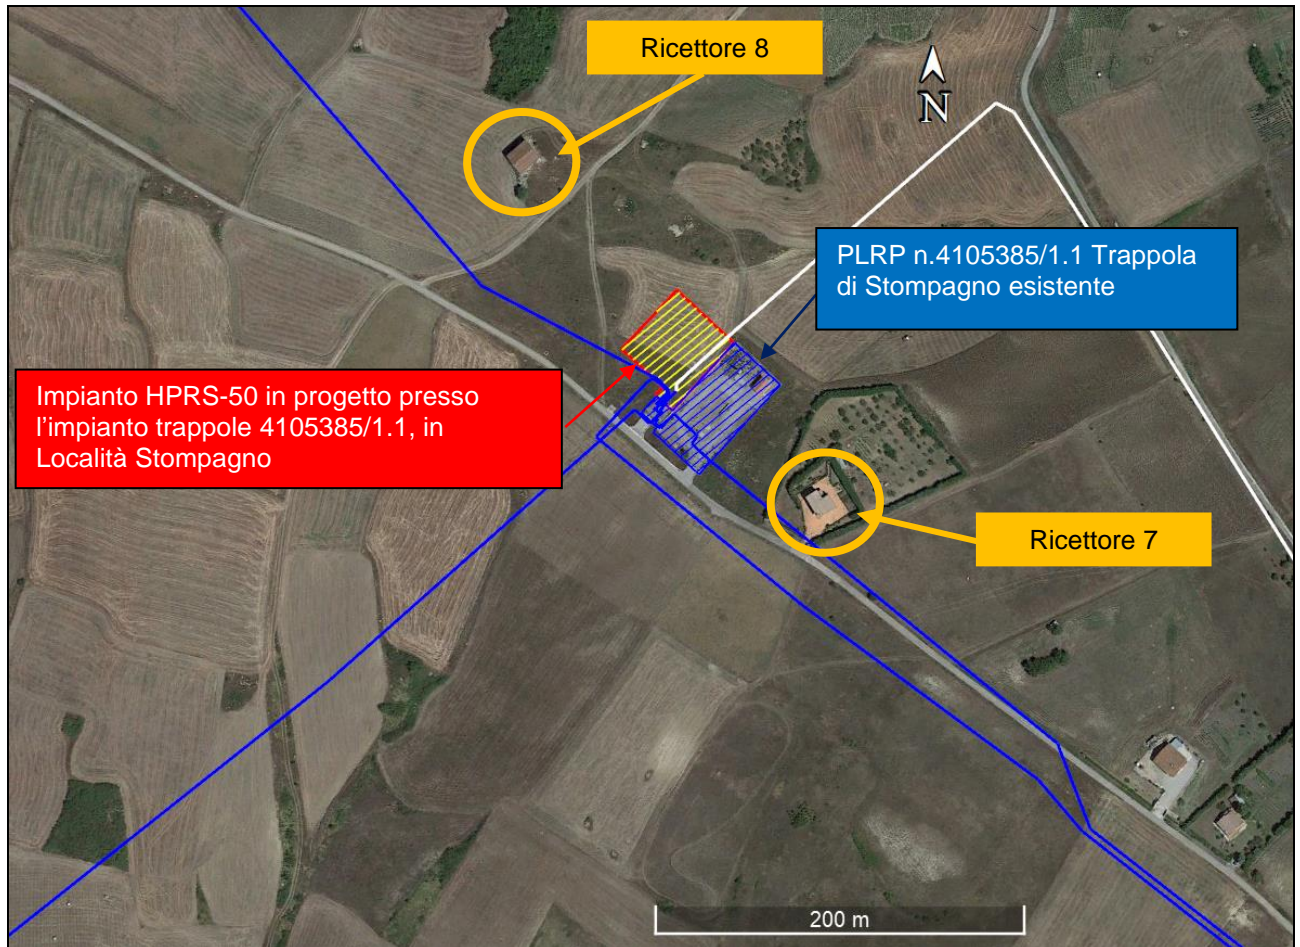 Ricettore 8
N
PLRP n.4105385/1.1 Trappola
di Stompagno esistente
Impianto HPRS-50 in progetto presso
l'impianto trappole 4105385/1.1, in
Località Stompagno
Ricettore 7
200 m